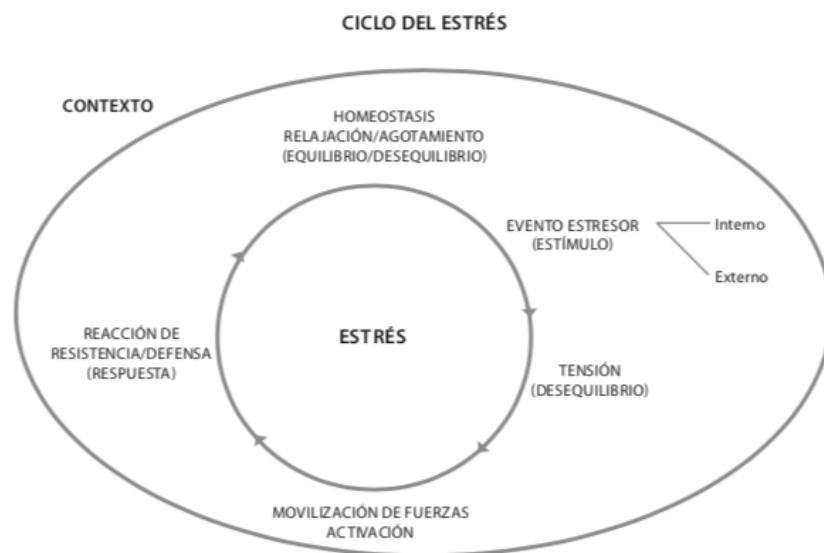 CICLO DEL ESTRÉS
CONTEXTO
HOMEOSTASIS
RELAJACIÓN/AGOTAMIENTO
(EQUILIBRIO/DESEQUILIBRIO)
EVENTO ESTRESOR
(ESTÍMULO)
Interno
Externo
ESTRÉS
REACCIÓN DE
RESISTENCIA/DEFENSA
(RESPUESTA)
TENSIÓN
(DESEQUILIBRIO)
MOVILIZACIÓN DE FUERZAS
ACTIVACIÓN